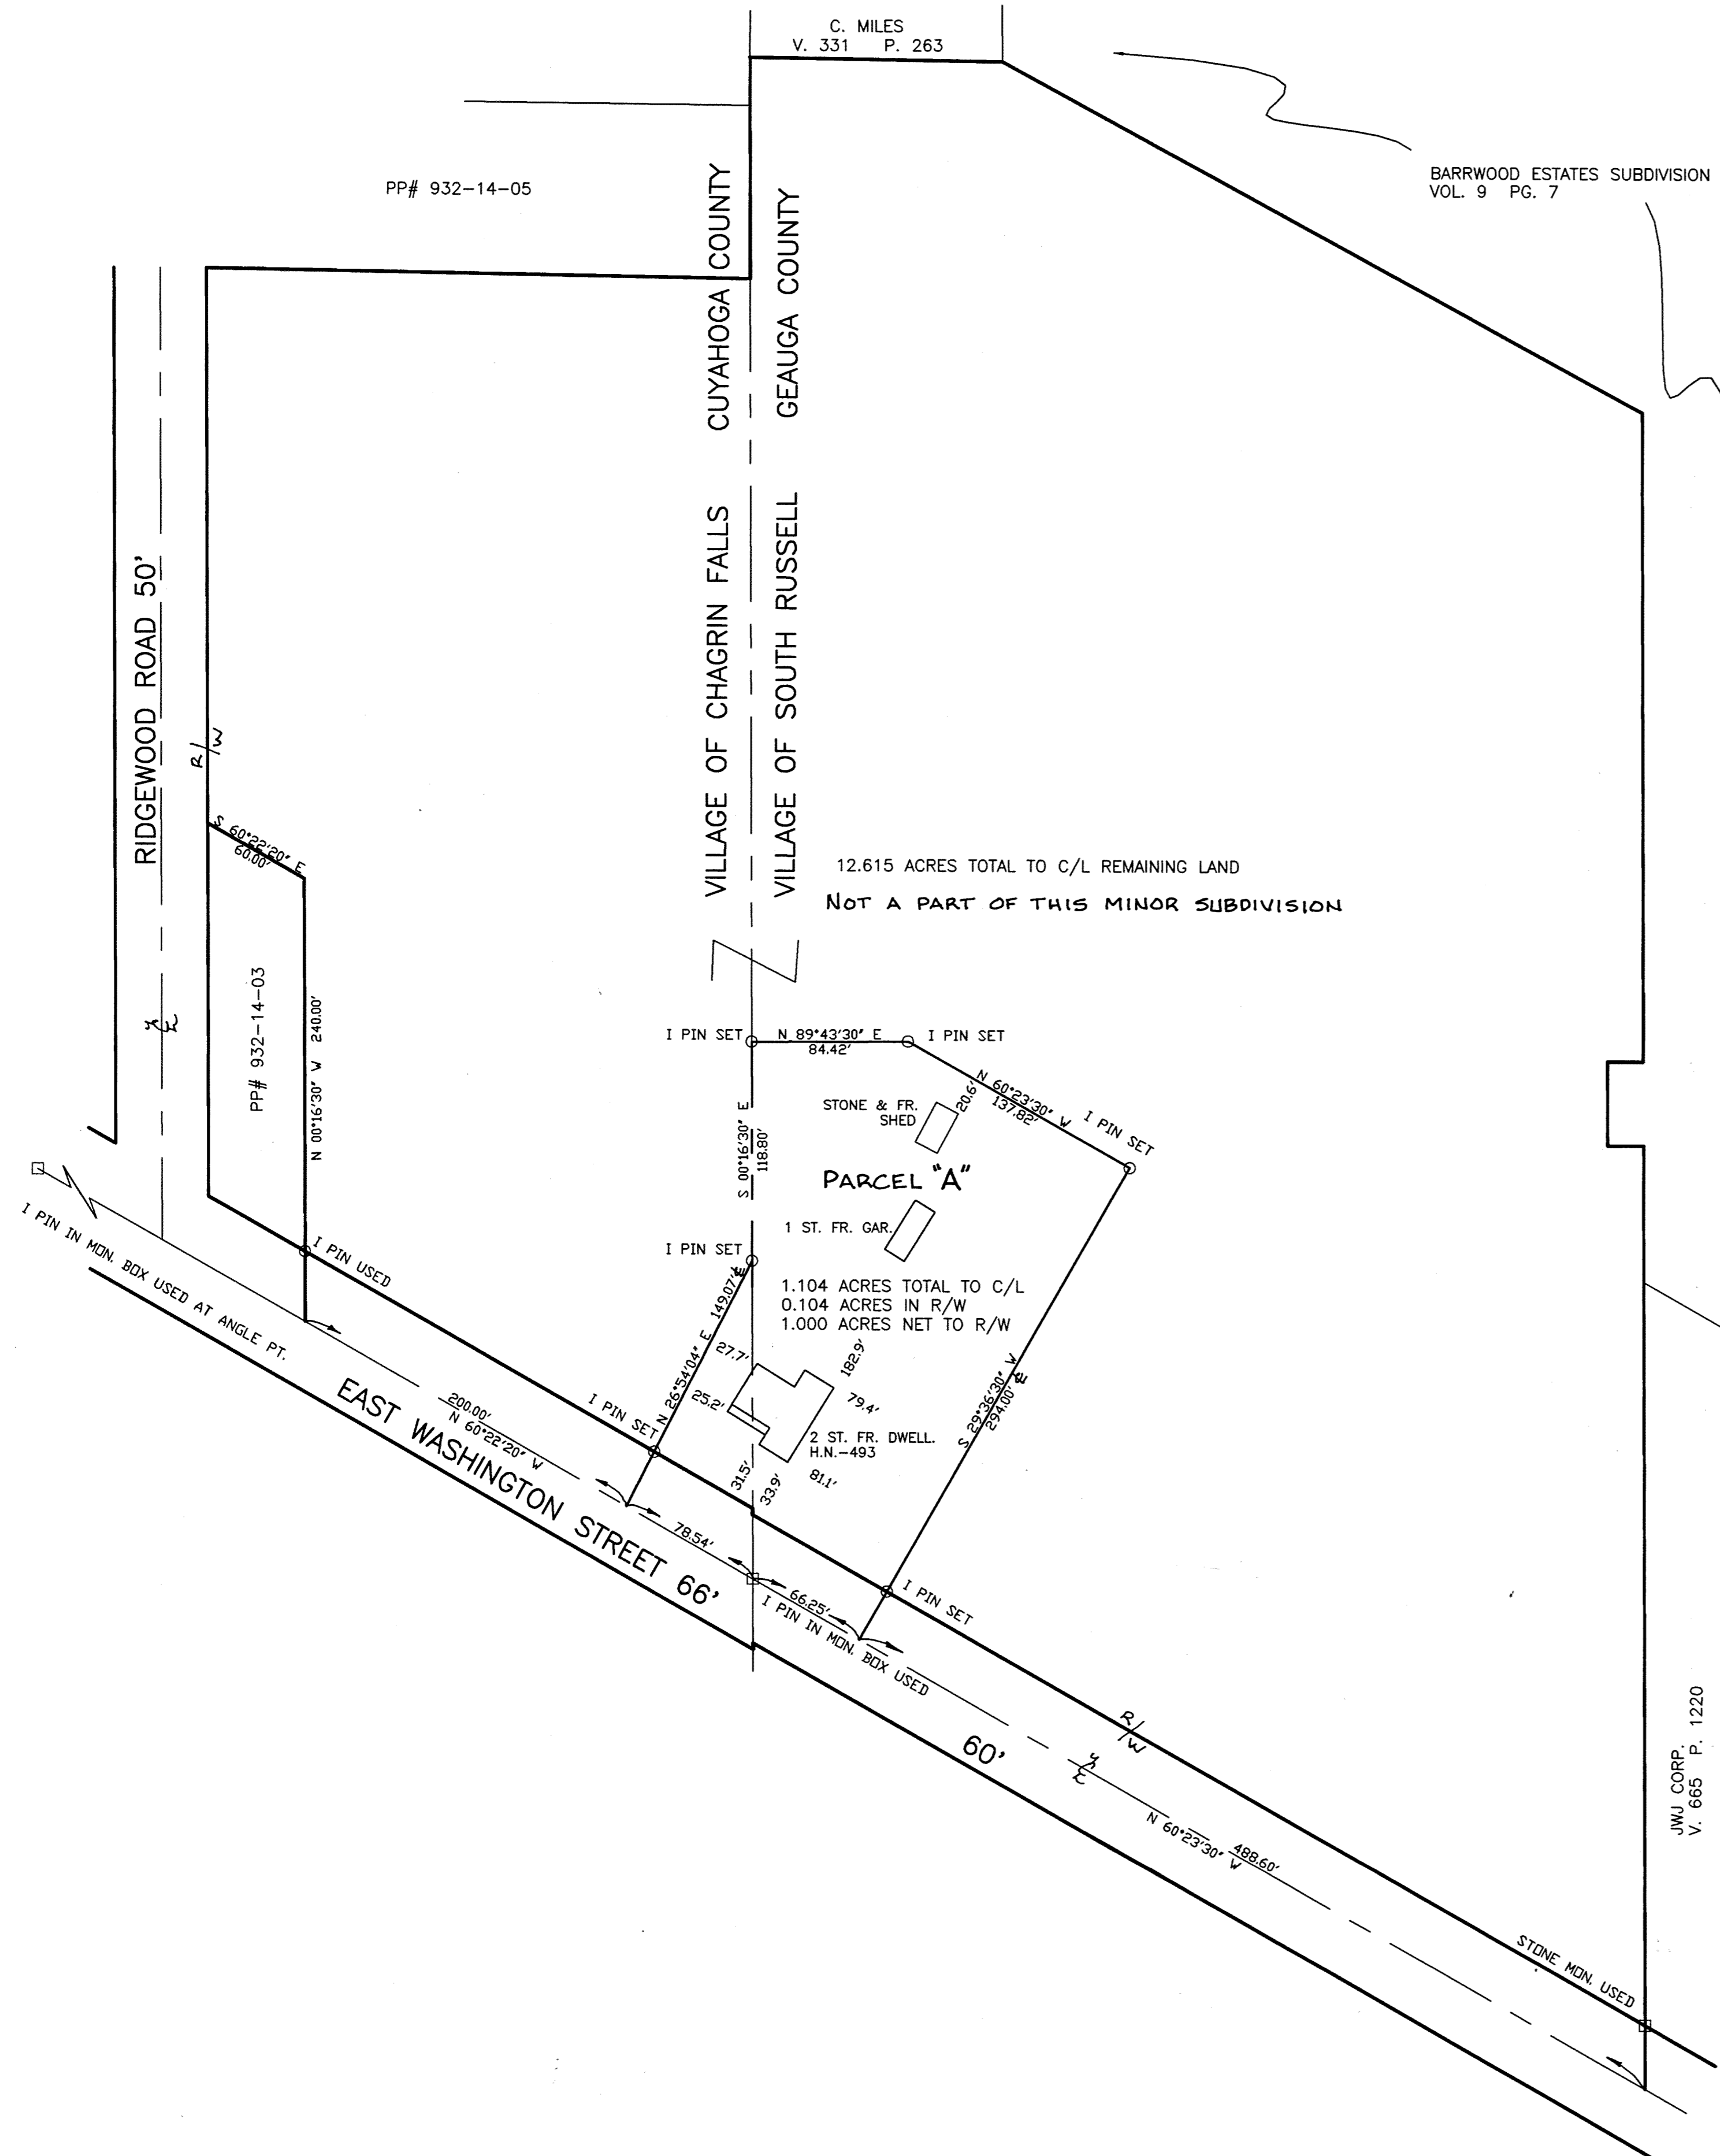 C. MILES
V. 331 P. 263
BARRWOOD ESTATES SUBDIVISION
VOL. 9 PG. 7
PP# 932-14-05
CUYAHOGA COUNTY
GEAUGA COUNTY
VILLAGE OF CHAGRIN FALLS
VILLAGE OF SOUTH RUSSELL
RIDGEWOOD ROAD 50'
R/W
S 60°22'20" E
60.00'
12.615 ACRES TOTAL TO C/L REMAINING LAND
NOT A PART OF THIS MINOR SUBDIVISION
PP# 932-14-03
N 00°16'30" W 240.00'
I PIN SET
N 89°43'30" E
84.42'
I PIN SET
N 60°23'30" W
137.82'
I PIN SET
STONE & FR.
SHED
20.6'
S 00°16'30" E
118.80'
PARCEL "A"
1 ST. FR. GAR.
I PIN SET
1.104 ACRES TOTAL TO C/L
0.104 ACRES IN R/W
1.000 ACRES NET TO R/W
N 26°54'04" E 149.07'
27.7'
25.2'
182.9'
79.4'
2 ST. FR. DWELL.
H.N.-493
81.1'
31.5'
33.9'
S 29°36'30" W
294.00'
I PIN USED
I PIN IN MON. BOX USED AT ANGLE PT.
I PIN SET
200.00'
N 60°22'20" W
EAST WASHINGTON STREET 66'
78.54'
66.25'
I PIN IN MON. BOX USED
I PIN SET
60'
R/W
488.60'
N 60°23'30" W
STONE MON. USED
JWJ CORP.
V. 665 P. 1220